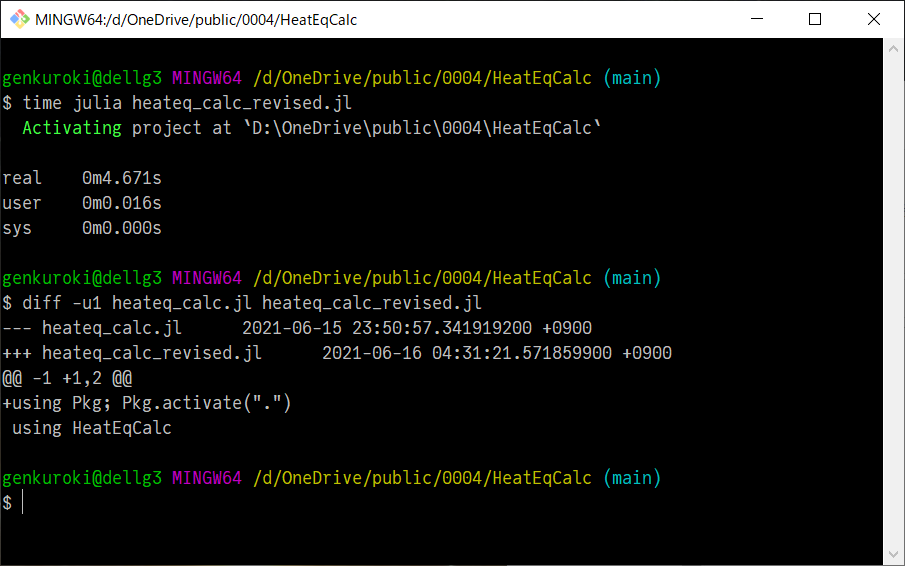 MINGW64:/d/OneDrive/public/0004/HeatEqCalc
genkuroki@dellg3 MINGW64 /d/OneDrive/public/0004/HeatEqCalc (main)
$ time julia heateq_calc_revised.jl
  Activating project at `D:\OneDrive\public\0004\HeatEqCalc`
real    0m4.671s
user    0m0.016s
sys     0m0.000s
genkuroki@dellg3 MINGW64 /d/OneDrive/public/0004/HeatEqCalc (main)
$ diff -u1 heateq_calc.jl heateq_calc_revised.jl
--- heateq_calc.jl      2021-06-15 23:50:57.341919200 +0900
+++ heateq_calc_revised.jl      2021-06-16 04:31:21.571859900 +0900
@@ -1 +1,2 @@
+using Pkg; Pkg.activate(".")
 using HeatEqCalc
genkuroki@dellg3 MINGW64 /d/OneDrive/public/0004/HeatEqCalc (main)
$